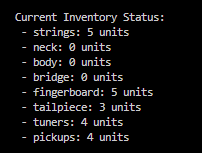 Current Inventory Status:
- strings: 5 units
- neck: 0 units
- body: 0 units
- bridge: 0 units
- fingerboard: 5 units
- tailpiece: 3 units
- tuners: 4 units
- pickups: 4 units